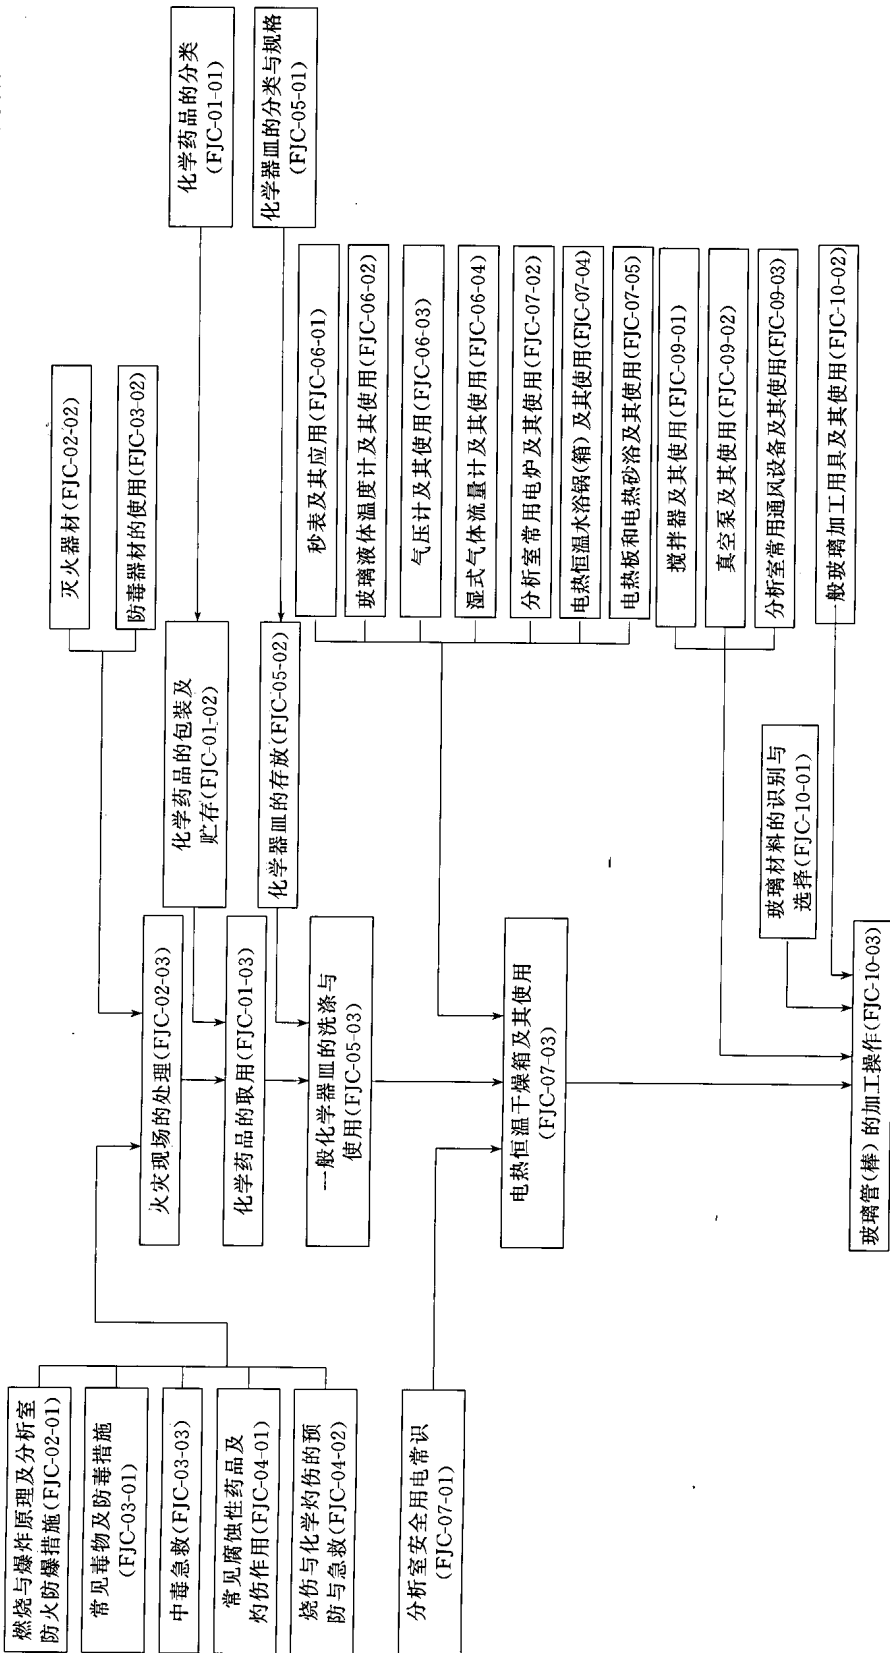 燃烧与爆炸原理及分析室
防火防爆措施(FJC-02-01)
常见毒物及防毒措施
(FJC-03-01)
中毒急救(FJC-03-03)
常见腐蚀性药品及
灼伤作用(FJC-04-01)
烧伤与化学灼伤的预
防与急救(FJC-04-02)
分析室安全用电常识
(FJC-07-01)
火灾现场的处理(FJC-02-03)
化学药品的取用(FJC-01-03)
一般化学器皿的洗涤与
使用(FJC-05-03)
电热恒温干燥箱及其使用
(FJC-07-03)
玻璃管(棒)的加工操作(FJC-10-03)
化学药品的包装及
贮存(FJC-01-02)
化学器皿的存放(FJC-05-02)
玻璃材料的识别与
选择(FJC-10-01)
灭火器材(FJC-02-02)
防毒器材的使用(FJC-03-02)
秒表及其应用(FJC-06-01)
玻璃液体温度计及其使用(FJC-06-02)
气压计及其使用(FJC-06-03)
湿式气体流量计及其使用(FJC-06-04)
分析室常用电炉及其使用(FJC-07-02)
电热恒温水浴锅(箱)及其使用(FJC-07-04)
电热板和电热砂浴及其使用(FJC-07-05)
搅拌器及其使用(FJC-09-01)
真空泵及其使用(FJC-09-02)
分析室常用通风设备及其使用(FJC-09-03)
一般玻璃加工用具及其使用(FJC-10-02)
化学药品的分类
(FJC-01-01)
化学器皿的分类与规格
(FJC-05-01)